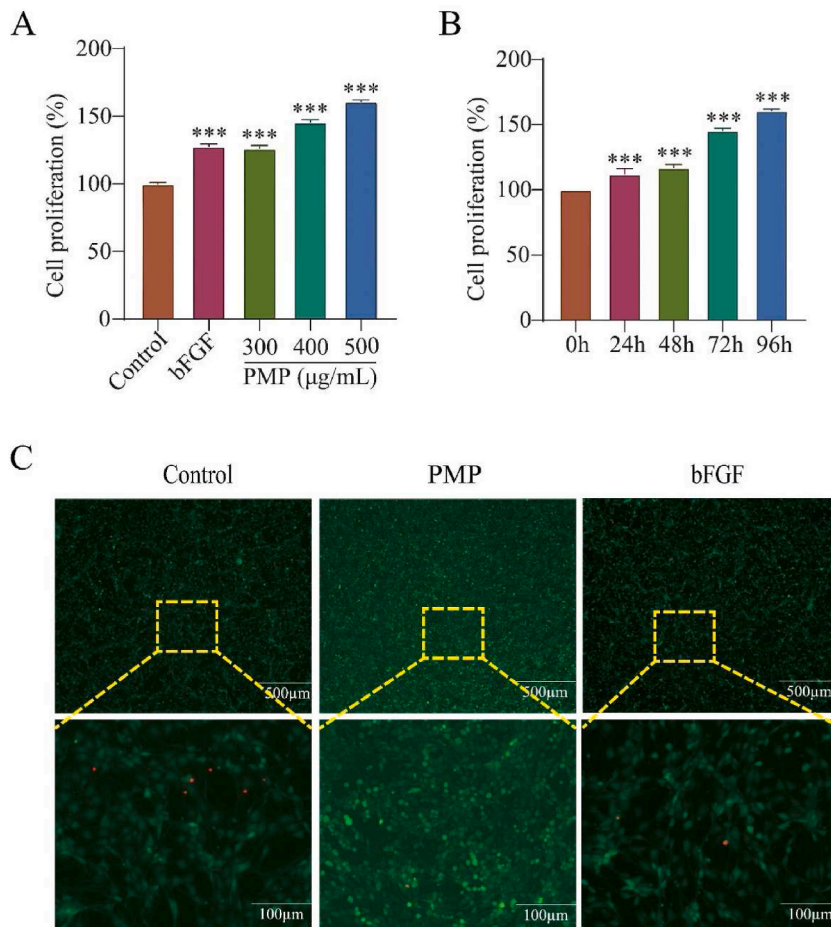 A
Cell proliferation (%)
200
150
100
50
0
***
***
***
***
Control
bFGF
300
400
500
PMP (μg/mL)
B
Cell proliferation (%)
200
150
100
50
0
***
***
***
***
0h
24h
48h
72h
96h
C
Control
PMP
bFGF
500μm
500μm
500μm
100μm
100μm
100μm